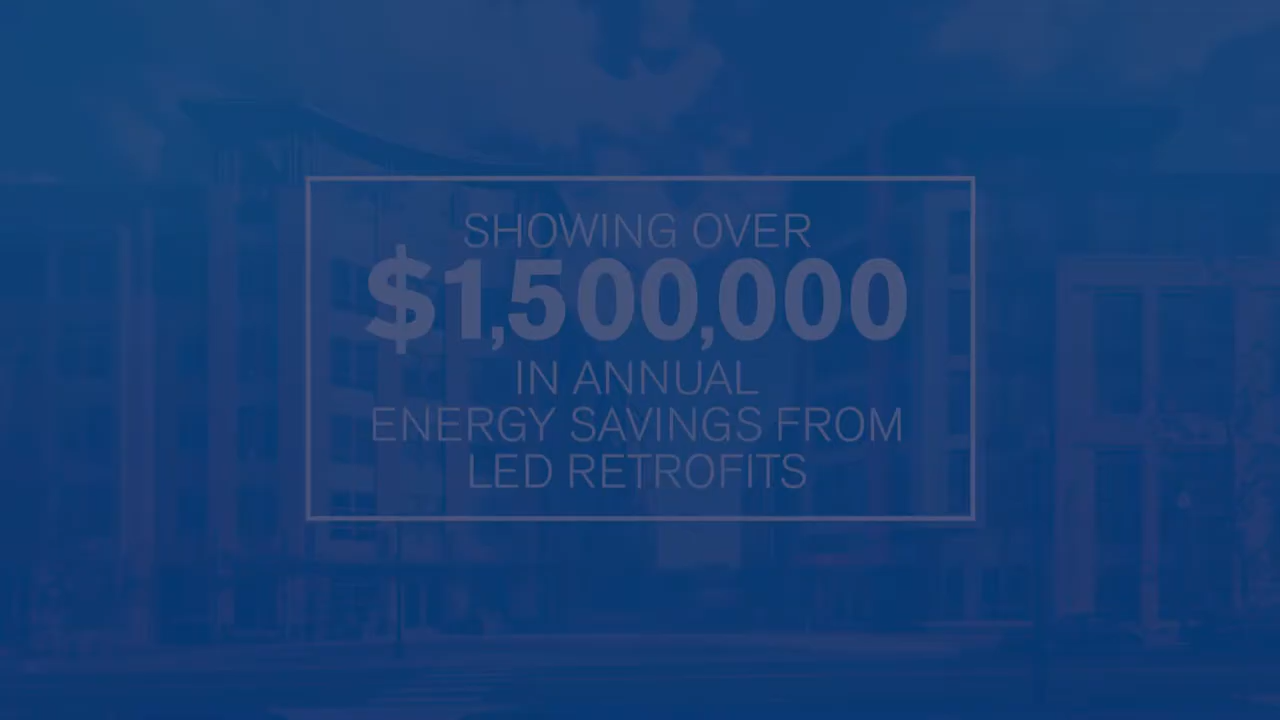 SHOWING OVER
$1,500,000
IN ANNUAL
ENERGY SAVINGS FROM
LED RETROFITS